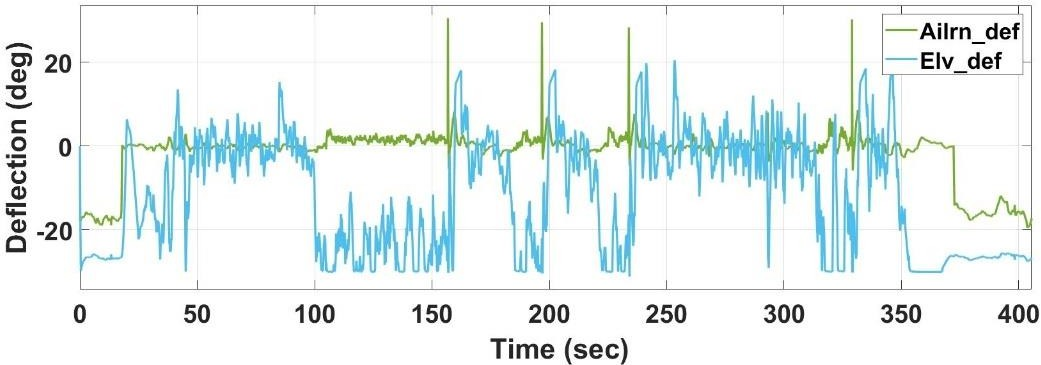 Deflection (deg)
20
0
-20
Ailrn_def
Elv_def
0 50 100 150 200 250 300 350 400
Time (sec)